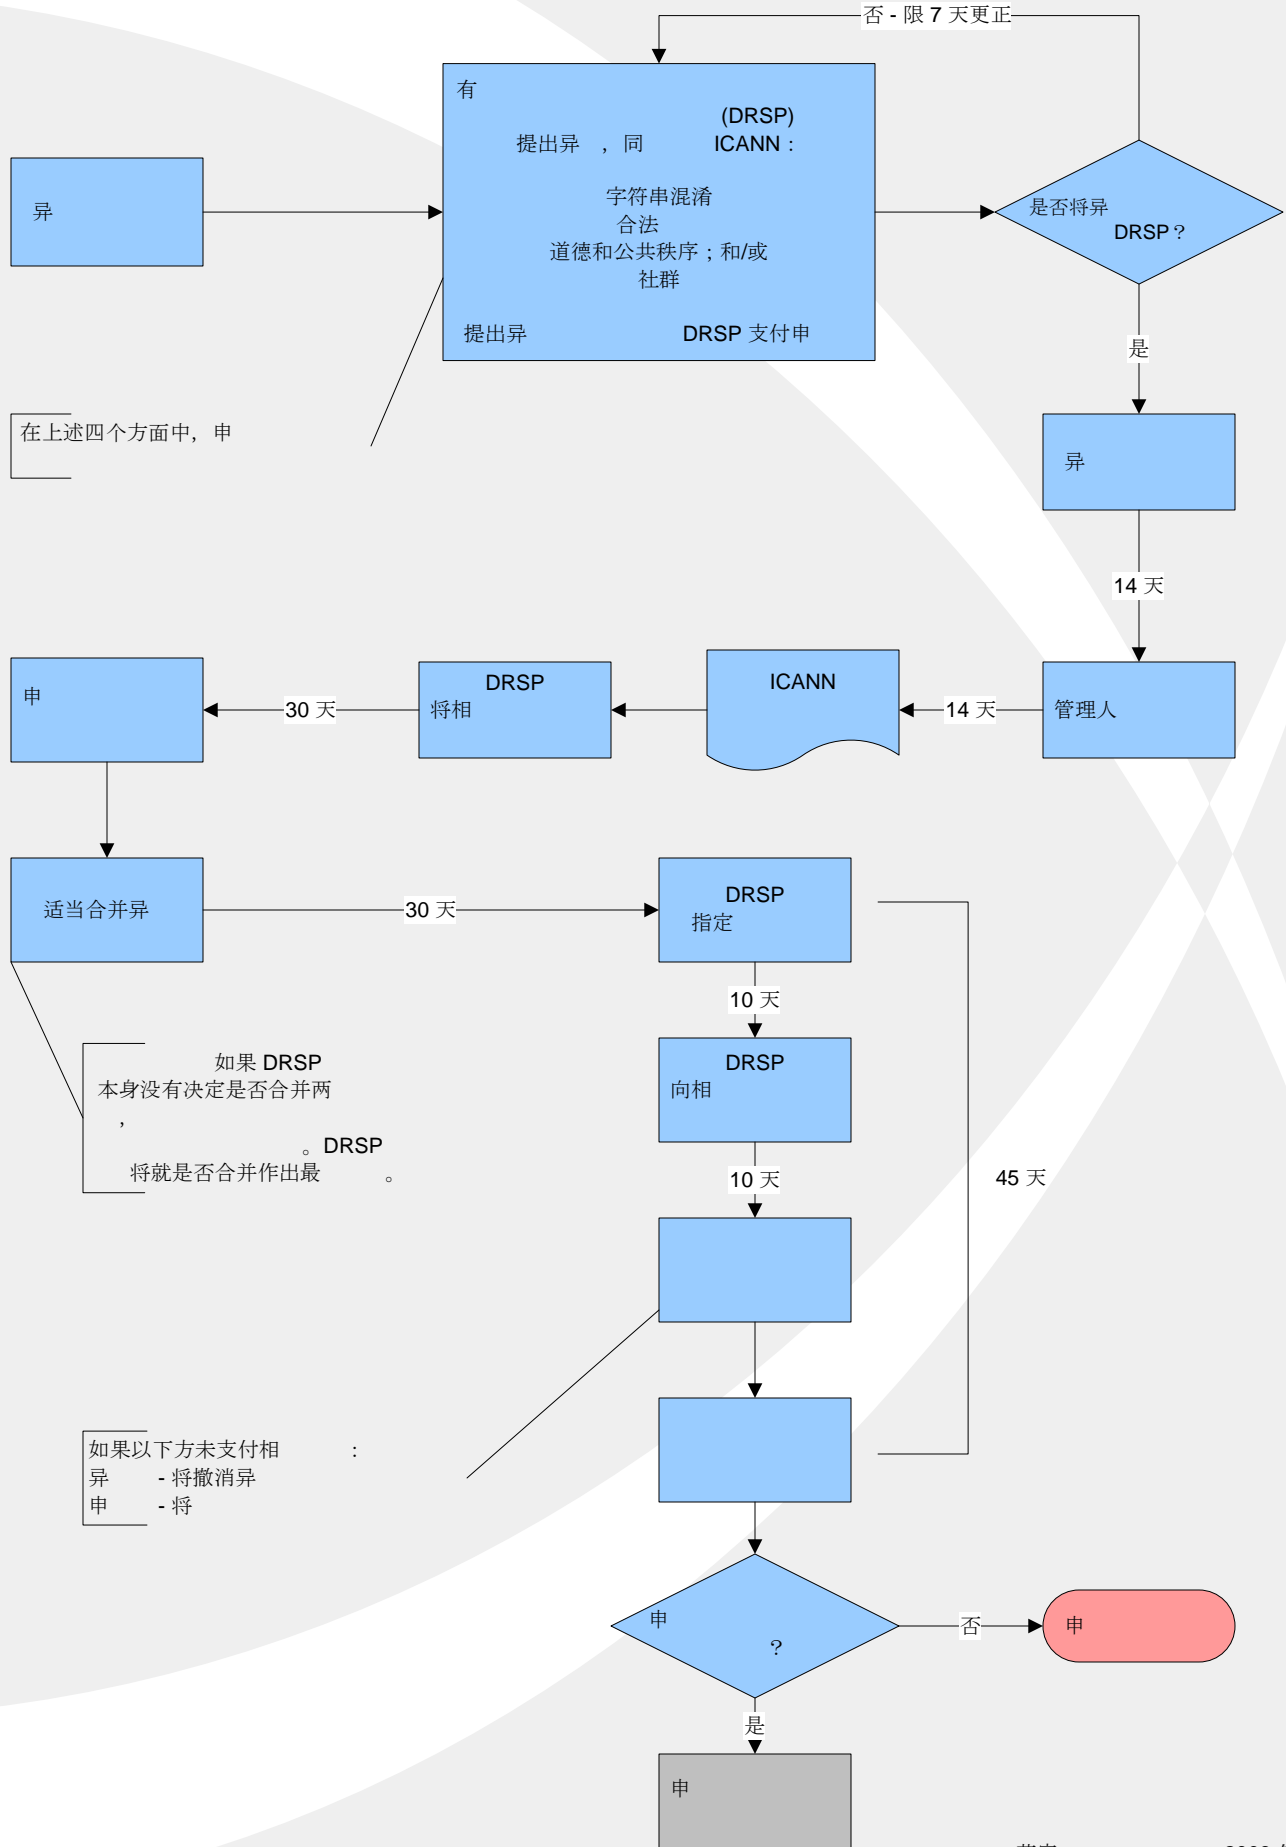 否 - 限 7 天更正
有
(DRSP)
提出异 ，同 ICANN：
字符串混淆
合法
道德和公共秩序；和/或
社群
提出异 DRSP 支付申
异
是否将异
DRSP？
是
在上述四个方面中，申
异
14 天
管理人
14 天
ICANN
DRSP
将相
30 天
申
适当合并异
30 天
DRSP
指定
10 天
DRSP
向相
10 天
45 天
如果 DRSP
本身没有决定是否合并两
，
。DRSP
将就是否合并作出最 。
如果以下方未支付相 ：
异 - 将撤消异
申 - 将
申
？
否
申
是
申